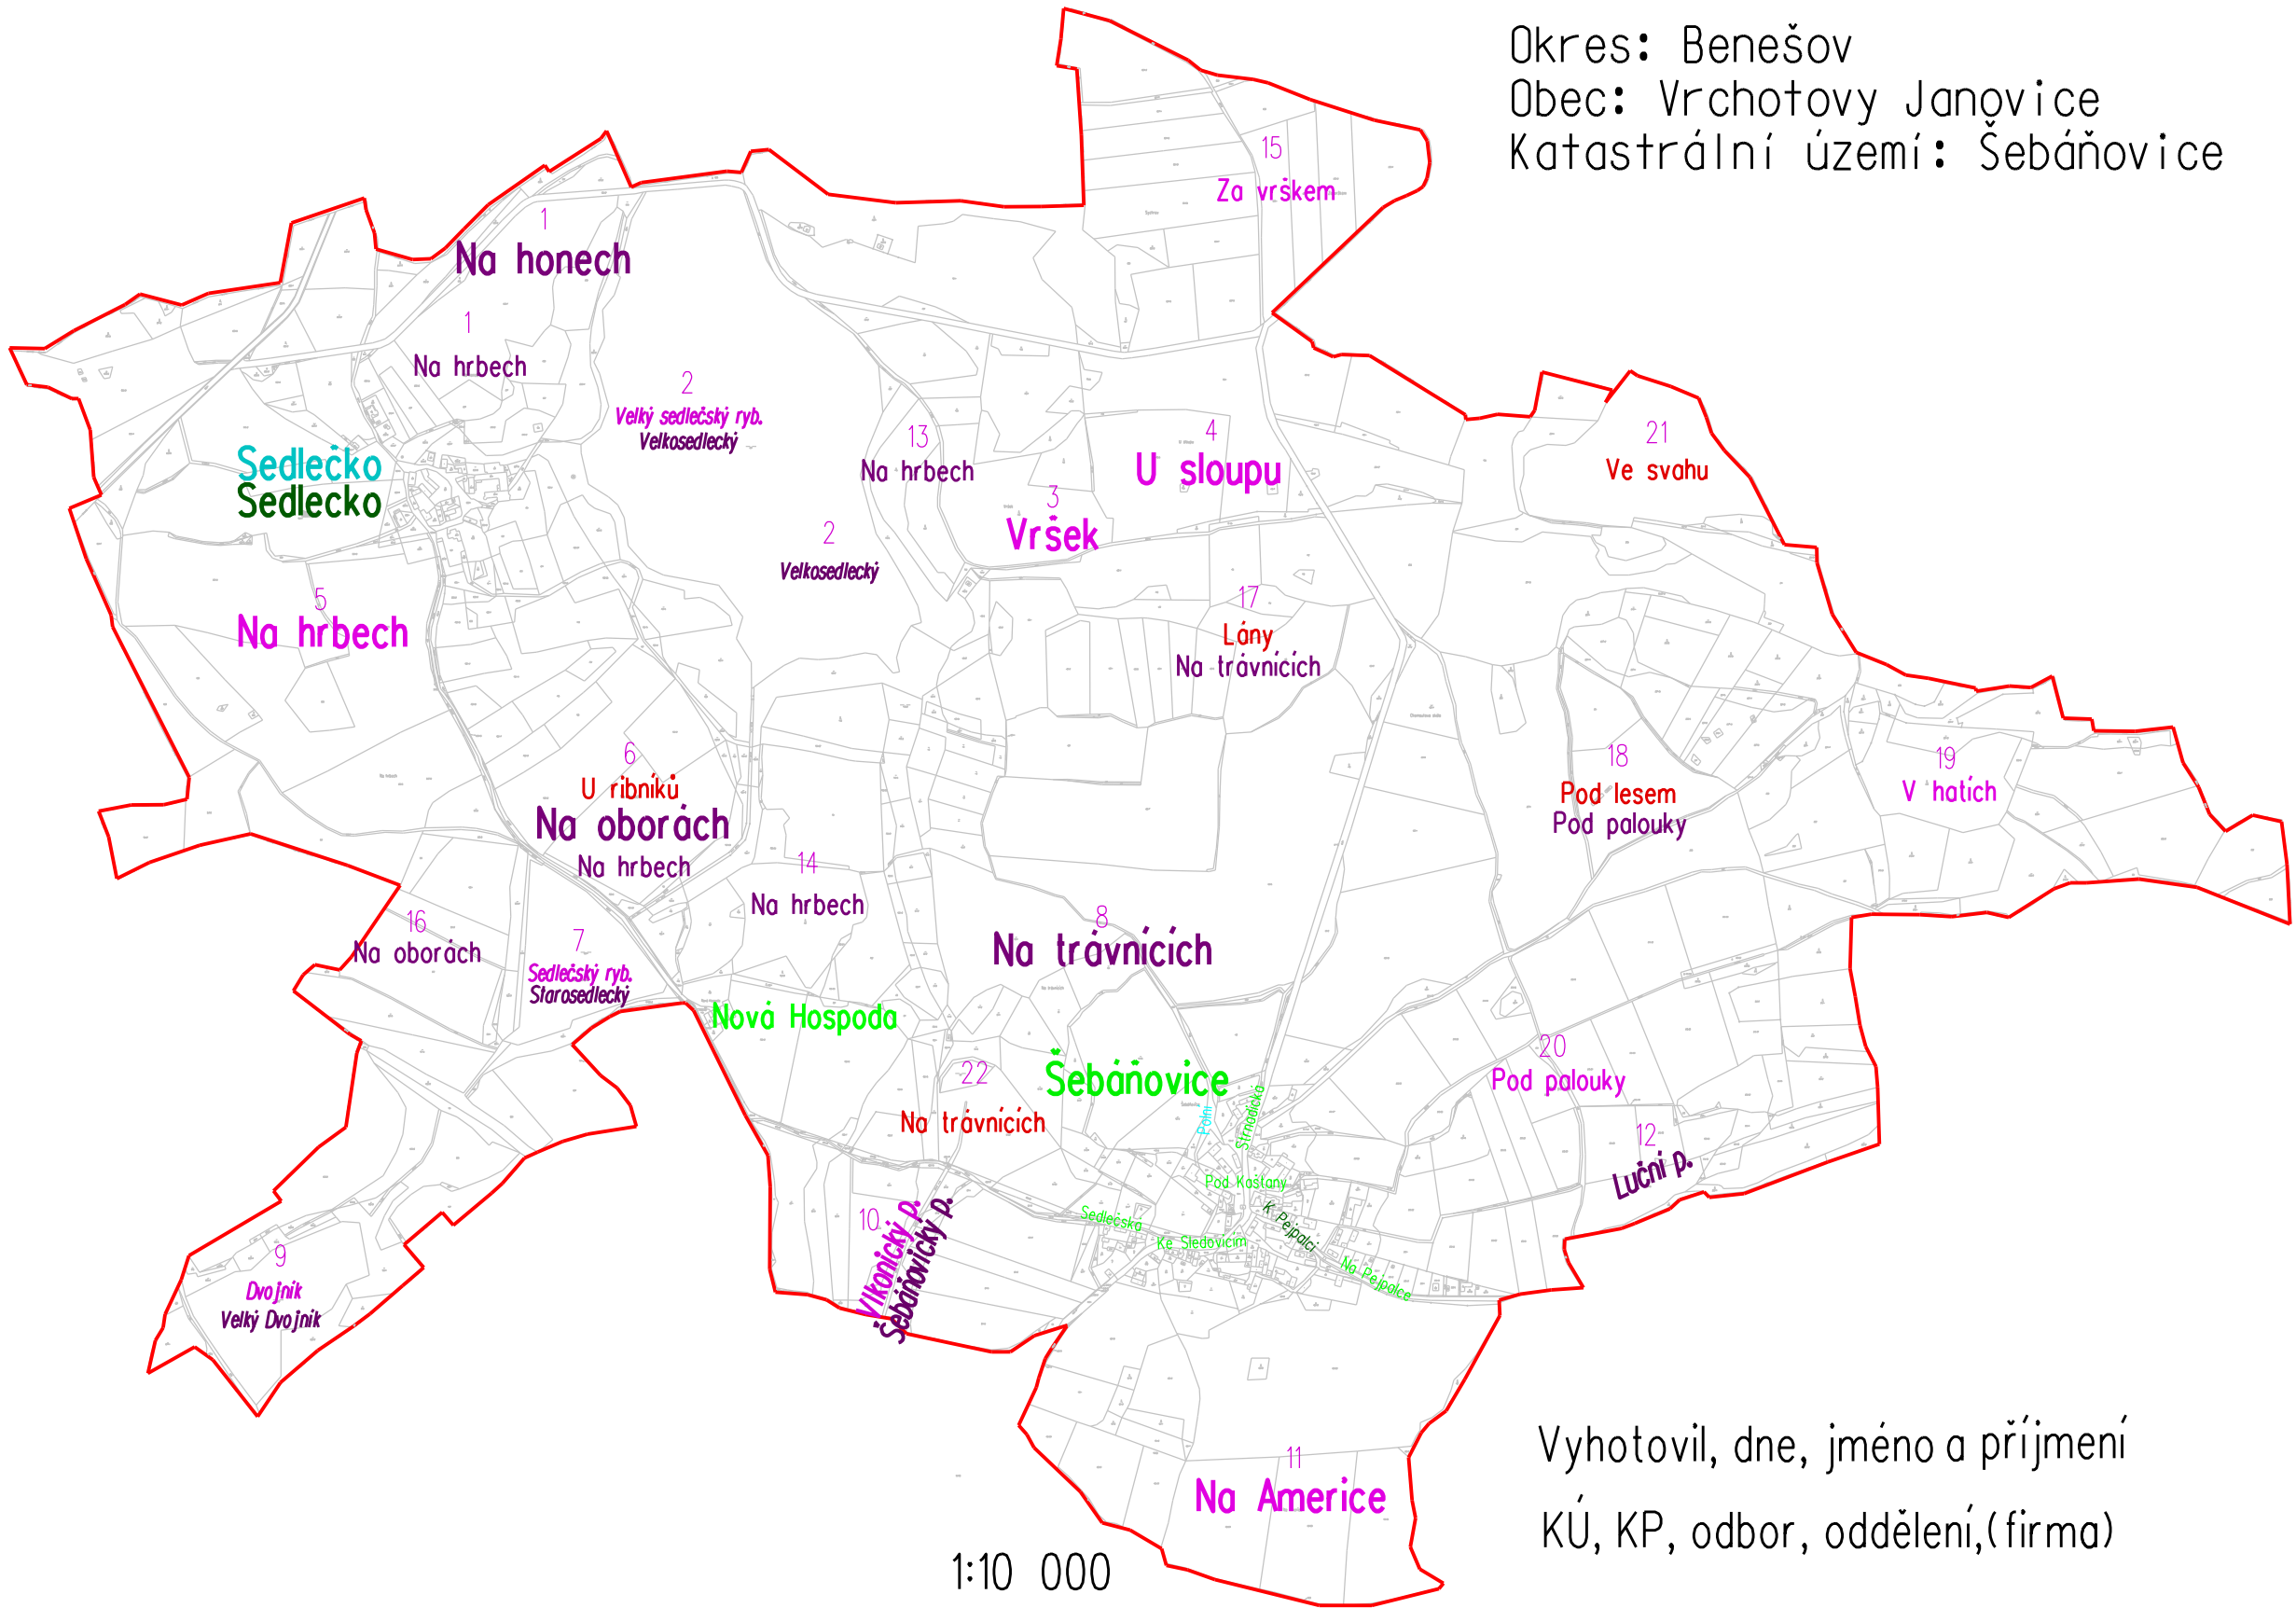 Okres: Benešov
Obec: Vrchotovy Janovice
Katastrální území: Šebáňovice
15
Za vrškem
1
Na honech
1
Na hrbech
2
Velký sedlečský ryb.
Velkosedlecký
13
Na hrbech
4
U sloupu
21
Ve svahu
Sedlečko
Sedlecko
3
Vršek
2
Velkosedlecký
5
Na hrbech
17
Lány
Na trávnících
6
U ribníků
Na oborách
Na hrbech
18
Pod lesem
Pod palouky
19
V hatích
14
Na hrbech
16
Na oborách
7
Sedlečský ryb.
Starosedlecký
8
Na trávnících
Nová Hospoda
22
Na trávnících
Šebáňovice
20
Pod palouky
Polní
Strnadická
12
Luční p.
Pod Kaštany
Sedlečská
Ke Sledovicím
K Pejpalci
Na Pejpalce
10
Vlkonický p.
Šebáňovický p.
9
Dvojník
Velký Dvojník
11
Na Americe
Vyhotovil, dne, jméno a příjmení
KÚ, KP, odbor, oddělení,(firma)
1:10 000